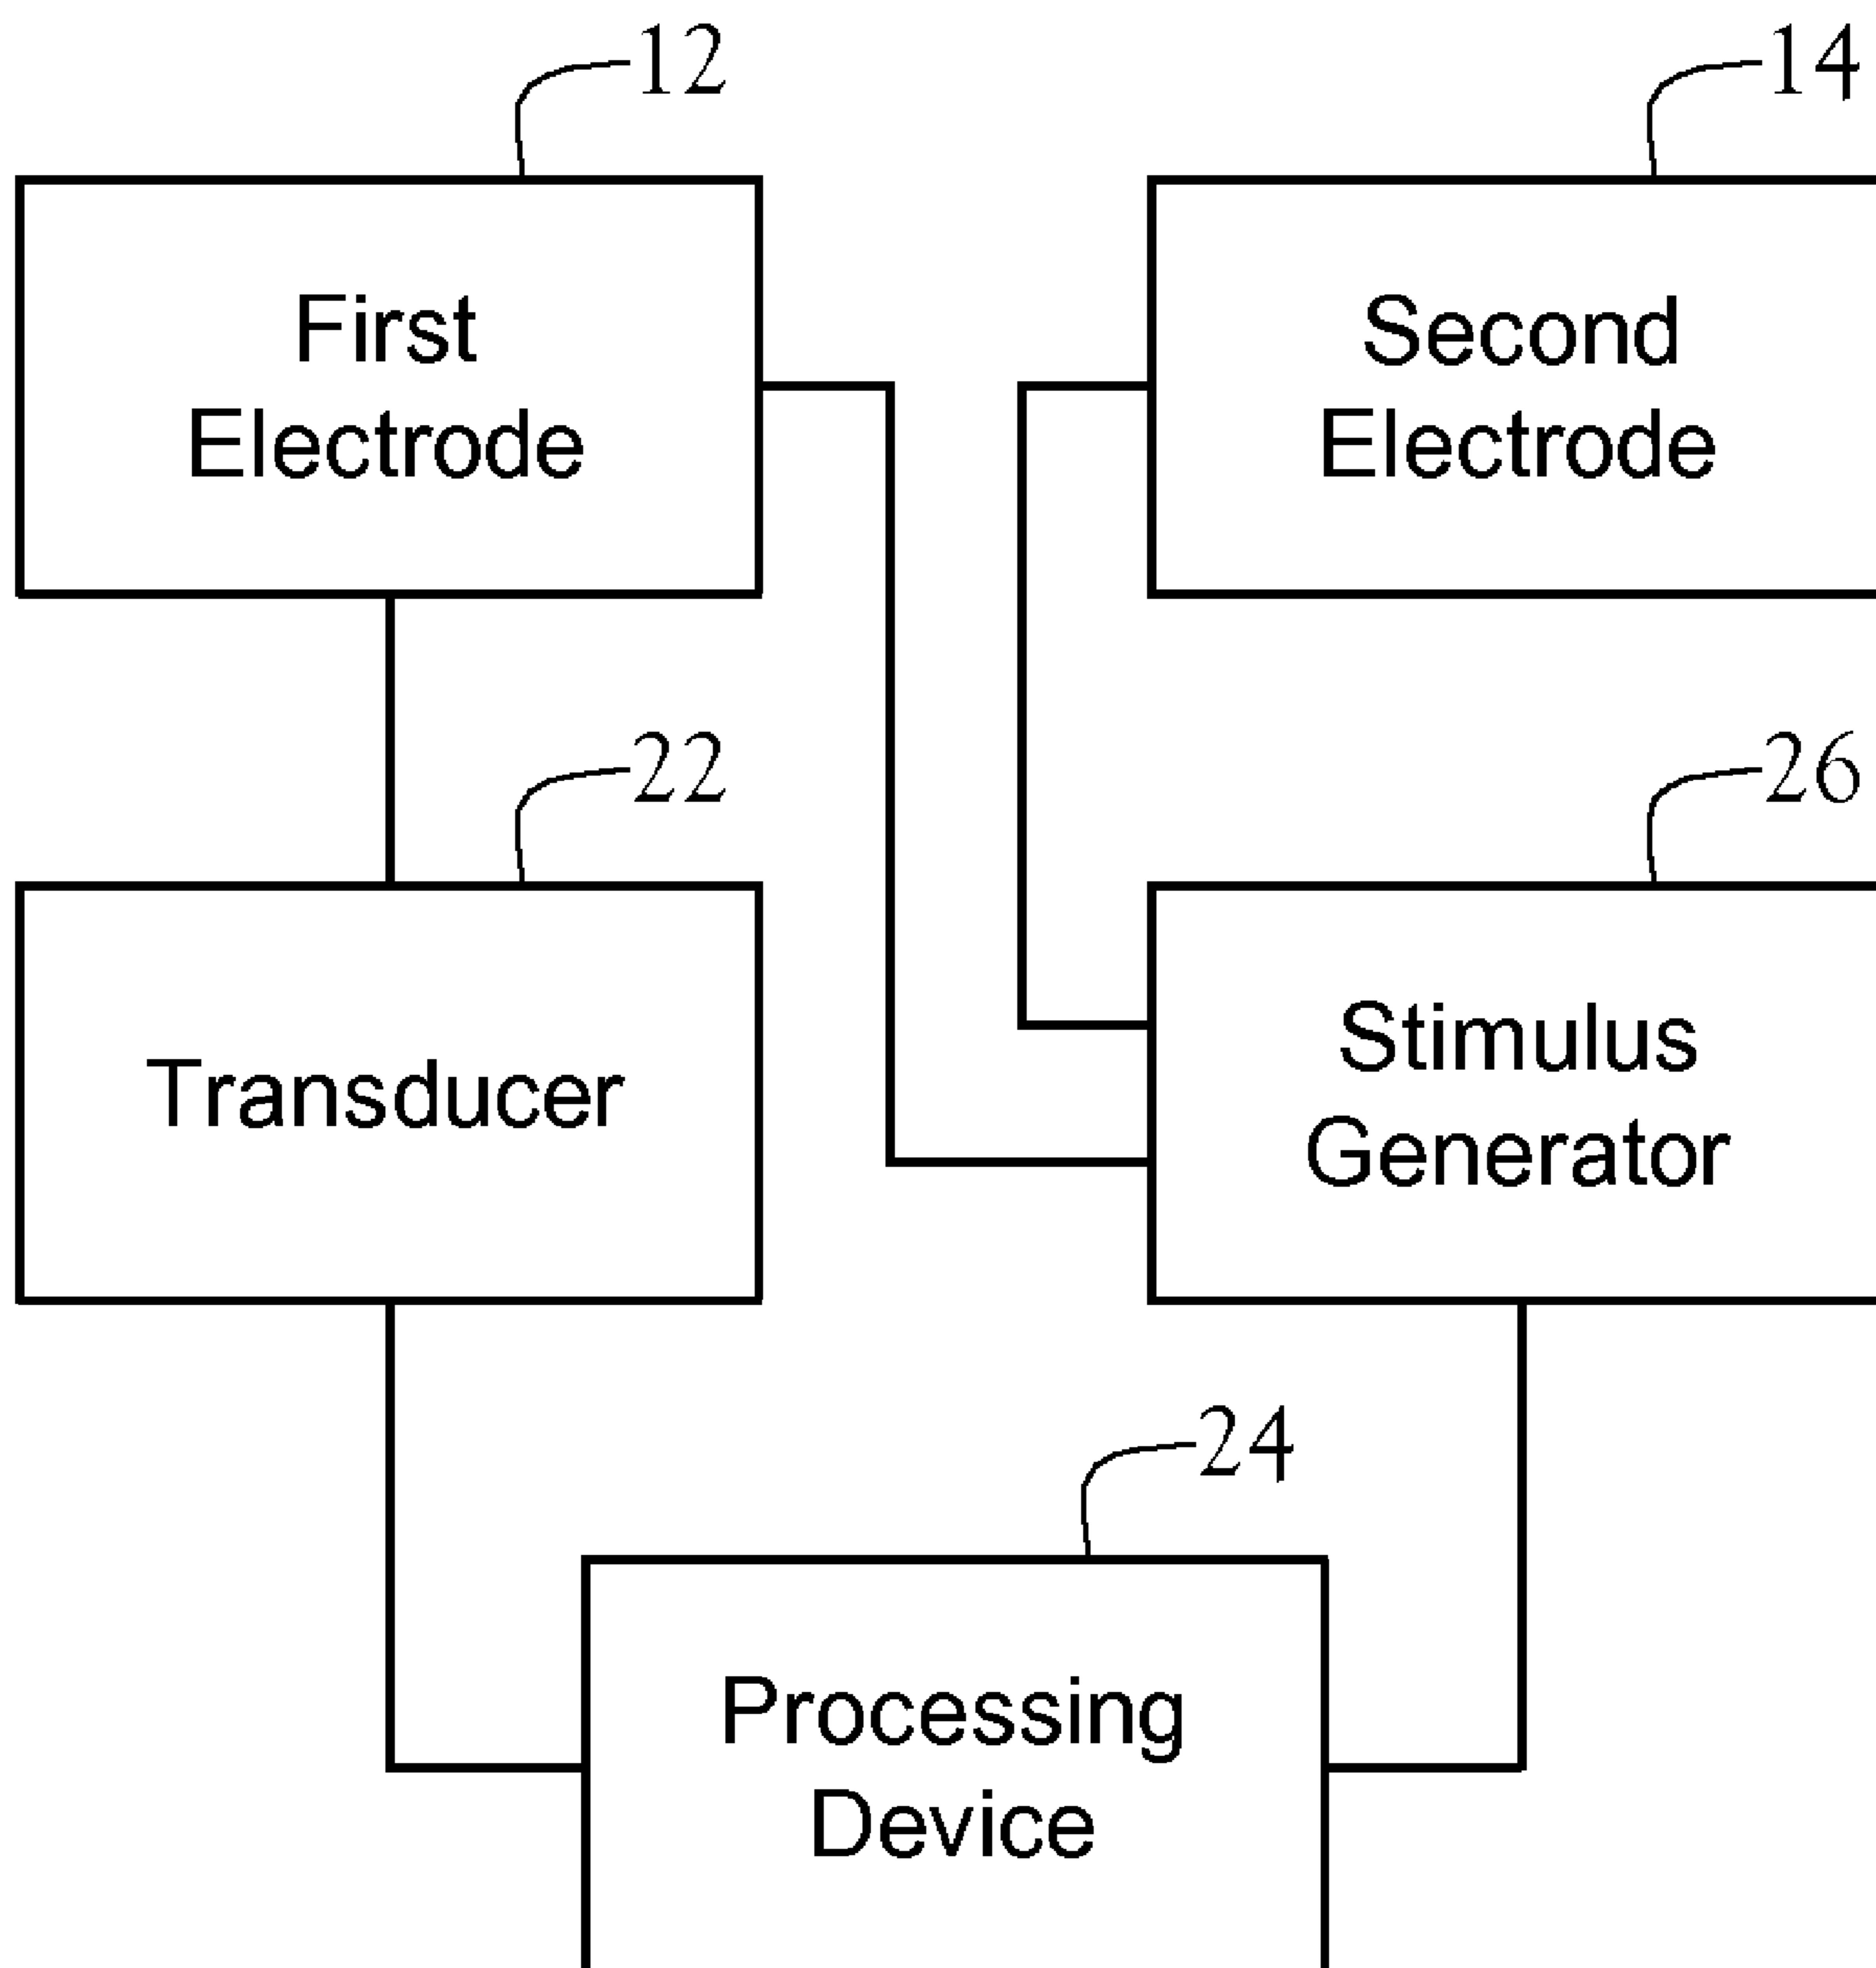 12
14
First
Electrode
Second
Electrode
22
26
Transducer
Stimulus
Generator
24
Processing
Device